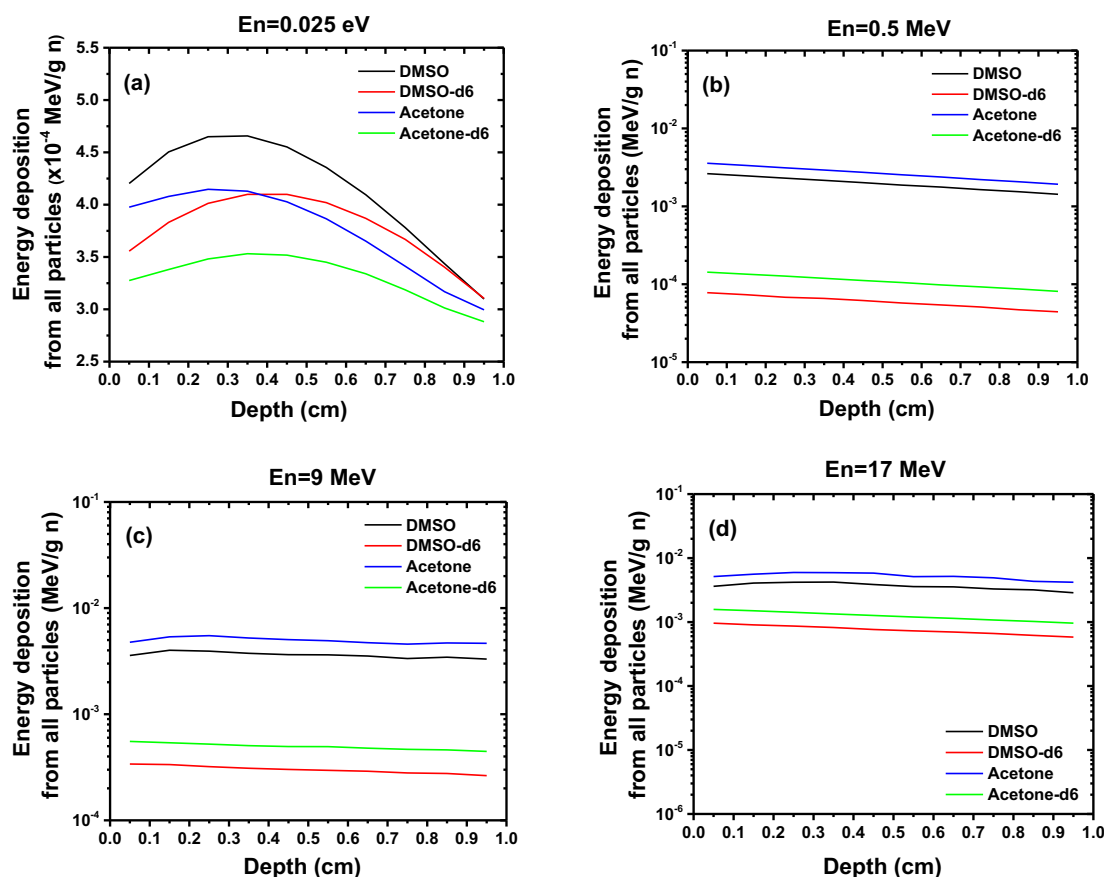 En=0.025 eV
(a)
DMSO
DMSO-d6
Acetone
Acetone-d6
Energy deposition
from all particles (x10⁻⁴ MeV/g n)
5.5
5.0
4.5
4.0
3.5
3.0
2.5
0.0 0.1 0.2 0.3 0.4 0.5 0.6 0.7 0.8 0.9 1.0
Depth (cm)
En=0.5 MeV
(b)
DMSO
DMSO-d6
Acetone
Acetone-d6
Energy deposition
from all particles (MeV/g n)
10⁻¹
10⁻²
10⁻³
10⁻⁴
10⁻⁵
0.0 0.1 0.2 0.3 0.4 0.5 0.6 0.7 0.8 0.9 1.0
Depth (cm)
En=9 MeV
(c)
DMSO
DMSO-d6
Acetone
Acetone-d6
Energy deposition
from all particles (MeV/g n)
10⁻¹
10⁻²
10⁻³
10⁻⁴
0.0 0.1 0.2 0.3 0.4 0.5 0.6 0.7 0.8 0.9 1.0
Depth (cm)
En=17 MeV
(d)
Energy deposition
from all particles (MeV/g n)
10⁻¹
10⁻²
10⁻³
10⁻⁴
10⁻⁵
10⁻⁶
DMSO
DMSO-d6
Acetone
Acetone-d6
0.0 0.1 0.2 0.3 0.4 0.5 0.6 0.7 0.8 0.9 1.0
Depth (cm)